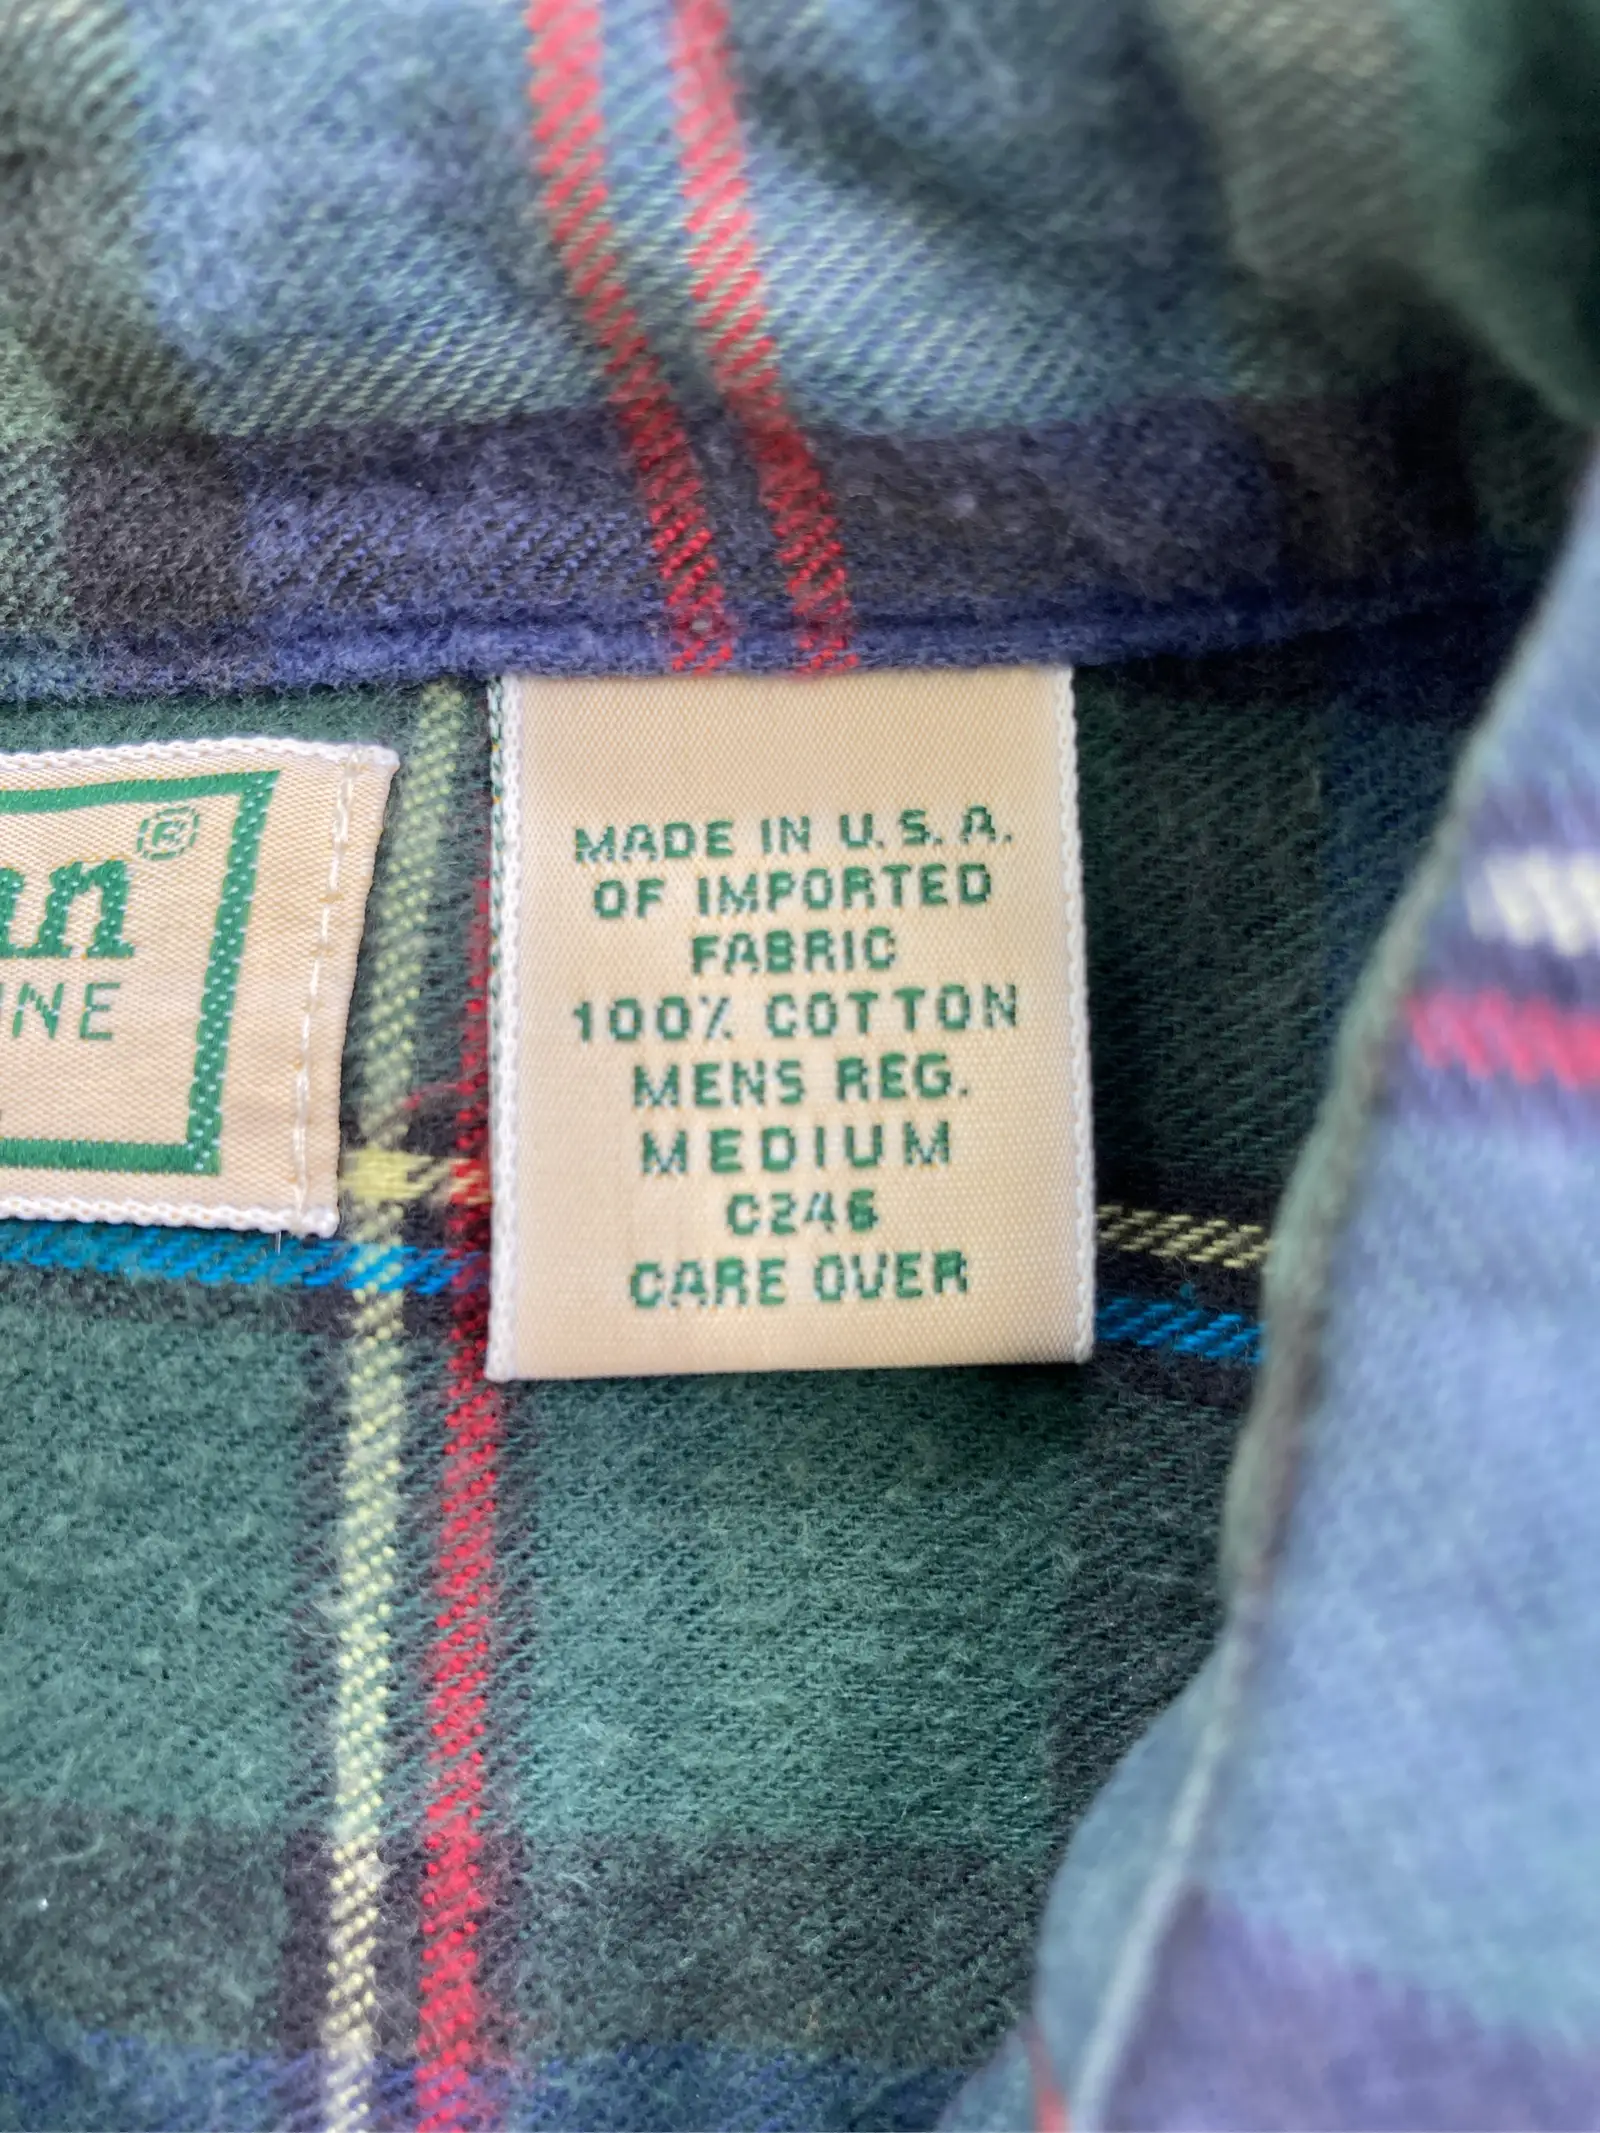 ®
MADE IN U.S.A.
OF IMPORTED
FABRIC
100% COTTON
MENS REG.
MEDIUM
C246
CARE OVER